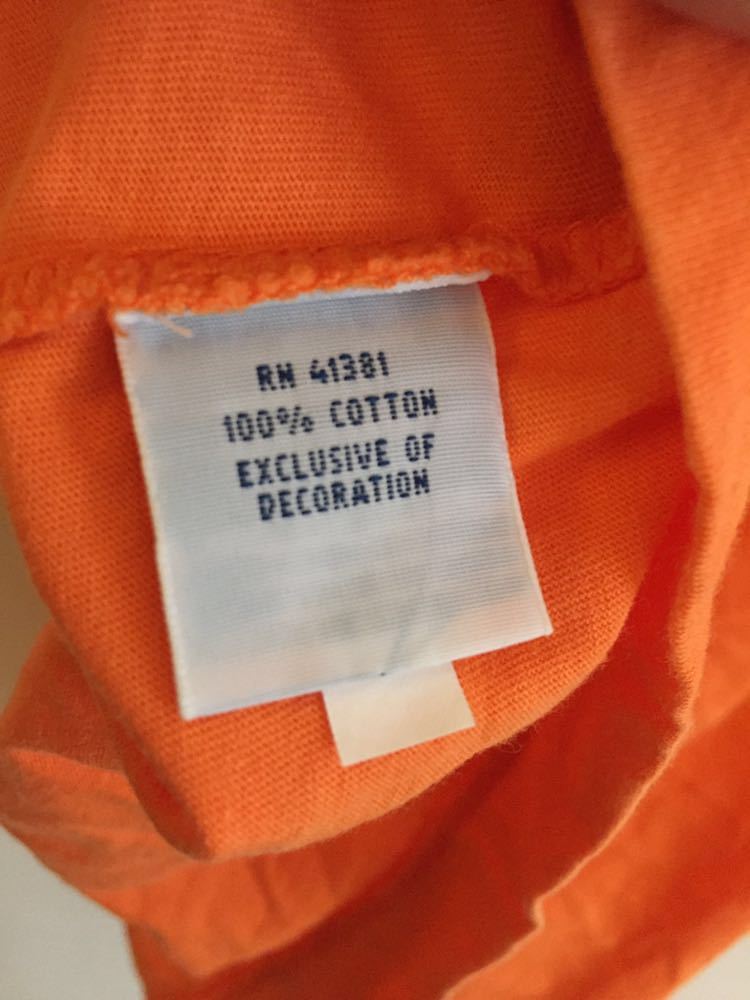 RN 41381
100% COTTON
EXCLUSIVE OF
DECORATION